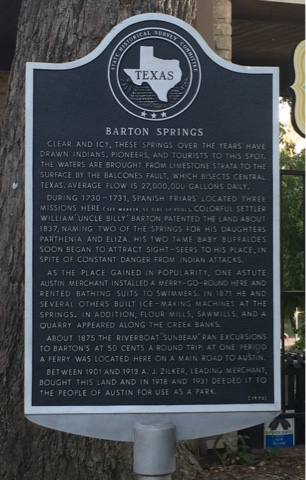 STATE HISTORICAL SURVEY COMMITTEE
TEXAS
BARTON SPRINGS
CLEAR AND ICY, THESE SPRINGS OVER THE YEARS HAVE
DRAWN INDIANS, PIONEERS, AND TOURISTS TO THIS SPOT.
THE WATERS ARE BROUGHT FROM LIMESTONE STRATA TO THE
SURFACE BY THE BALCONES FAULT, WHICH BISECTS CENTRAL
TEXAS. AVERAGE FLOW IS 27,000,000 GALLONS DAILY.
DURING 1730-1731, SPANISH FRIARS LOCATED THREE
MISSIONS HERE (SEE MARKER, AT SIDE OF POOL). COLORFUL SETTLER
WILLIAM "UNCLE BILLY" BARTON PATENTED THE LAND ABOUT
1837, NAMING TWO OF THE SPRINGS FOR HIS DAUGHTERS
PARTHENIA AND ELIZA. HIS TWO TAME BABY BUFFALOES
SOON BEGAN TO ATTRACT SIGHT-SEERS TO HIS PLACE, IN
SPITE OF CONSTANT DANGER FROM INDIAN ATTACKS.
AS THE PLACE GAINED IN POPULARITY, ONE ASTUTE
AUSTIN MERCHANT INSTALLED A MERRY-GO-ROUND HERE AND
RENTED BATHING SUITS TO SWIMMERS. IN 1871 HE AND
SEVERAL OTHERS BUILT ICE-MAKING MACHINES AT THE
SPRINGS. IN ADDITION, FLOUR MILLS, SAWMILLS, AND A
QUARRY APPEARED ALONG THE CREEK BANKS.
ABOUT 1875 THE RIVERBOAT "SUNBEAM" RAN EXCURSIONS
TO BARTON'S AT 50 CENTS A ROUND TRIP. AT ONE PERIOD
A FERRY WAS LOCATED HERE ON A MAIN ROAD TO AUSTIN.
BETWEEN 1901 AND 1913 A. J. ZILKER, LEADING MERCHANT,
BOUGHT THIS LAND AND IN 1918 AND 1931 DEEDED IT TO
THE PEOPLE OF AUSTIN FOR USE AS A PARK.